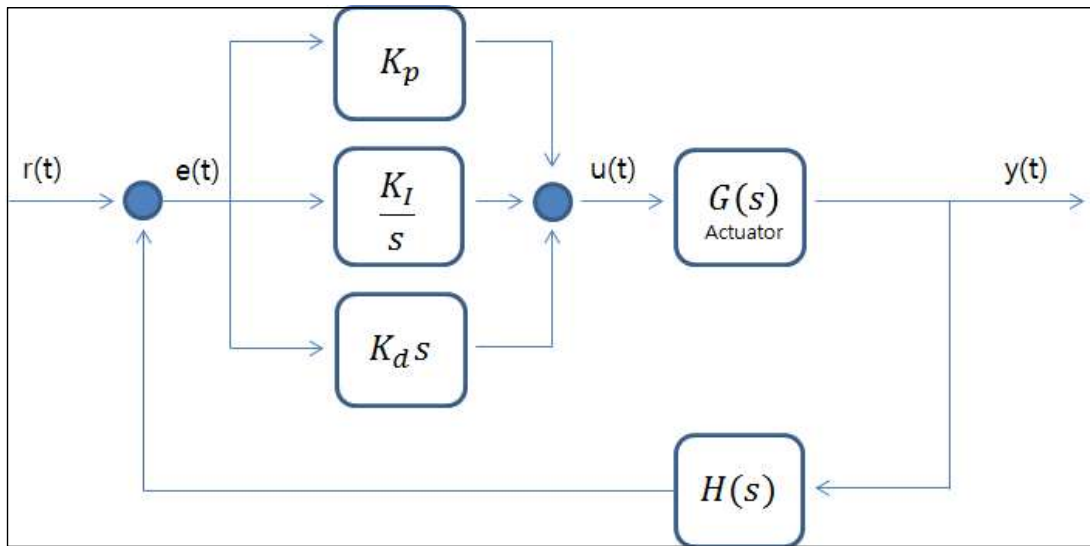 K_p
r(t)
e(t)
K_I
s
u(t)
G(s)
Actuator
y(t)
K_d s
H(s)